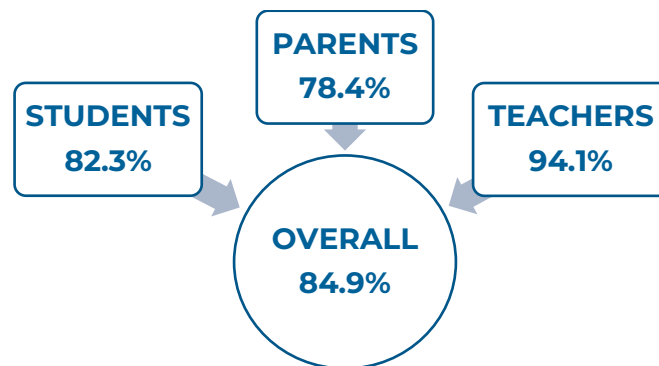 PARENTS
78.4%
STUDENTS
82.3%
TEACHERS
94.1%
OVERALL
84.9%